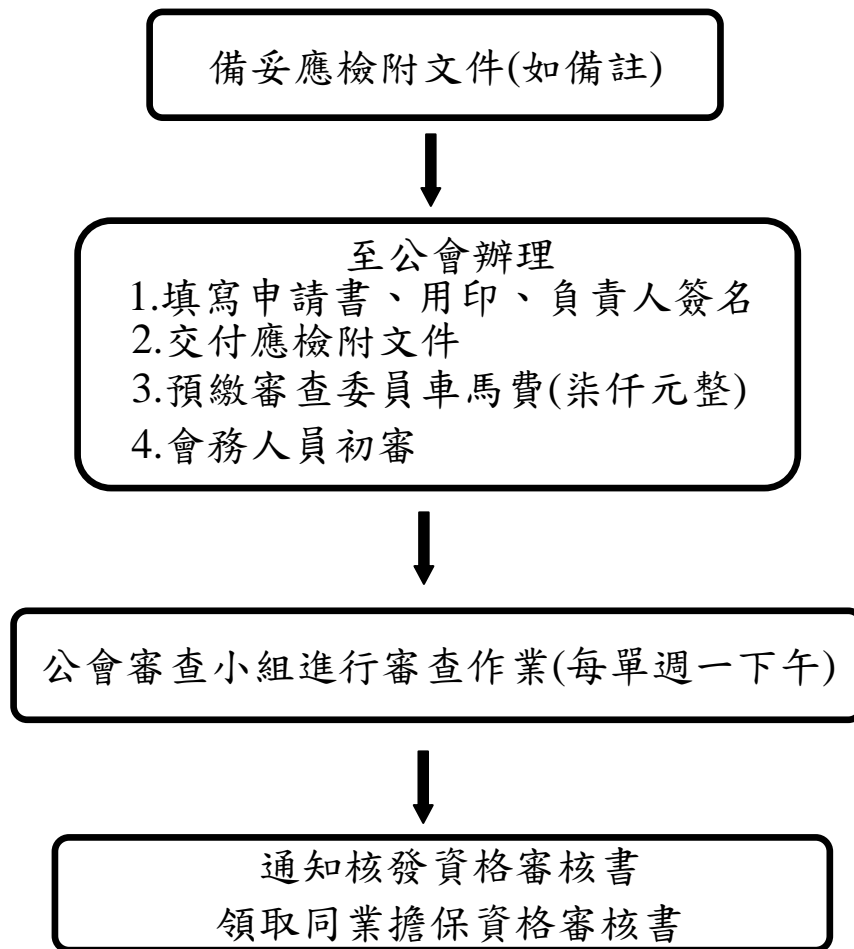 備妥應檢附文件(如備註)
至公會辦理
1.填寫申請書、用印、負責人簽名
2.交付應檢附文件
3.預繳審查委員車馬費(柒仟元整)
4.會務人員初審
公會審查小組進行審查作業(每單週一下午)
通知核發資格審核書
領取同業擔保資格審核書